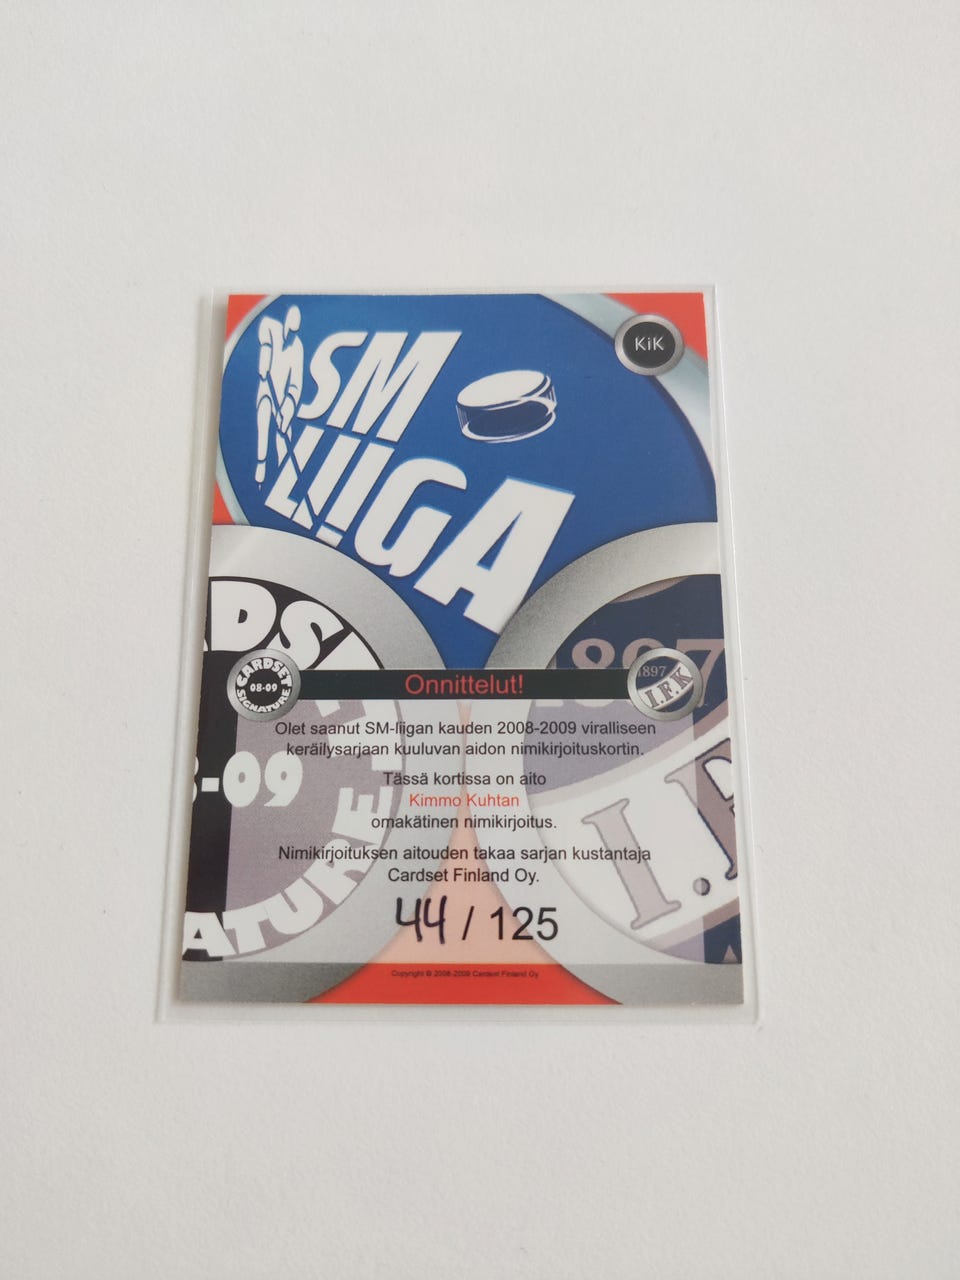 SM
LIIGA
KiK
1897
CARDSET
08-09
SIGNATURE
Onnittelut!
1897
I.F.K
Olet saanut SM-liigan kauden 2008-2009 viralliseen
keräilysarjaan kuuluvan aidon nimikirjoituskortin.
Tässä kortissa on aito
Kimmo Kuhtan
omakätinen nimikirjoitus.
Nimikirjoituksen aitouden takaa sarjan kustantaja
Cardset Finland Oy.
44 / 125
Copyright © 2008-2009 Cardset Finland Oy